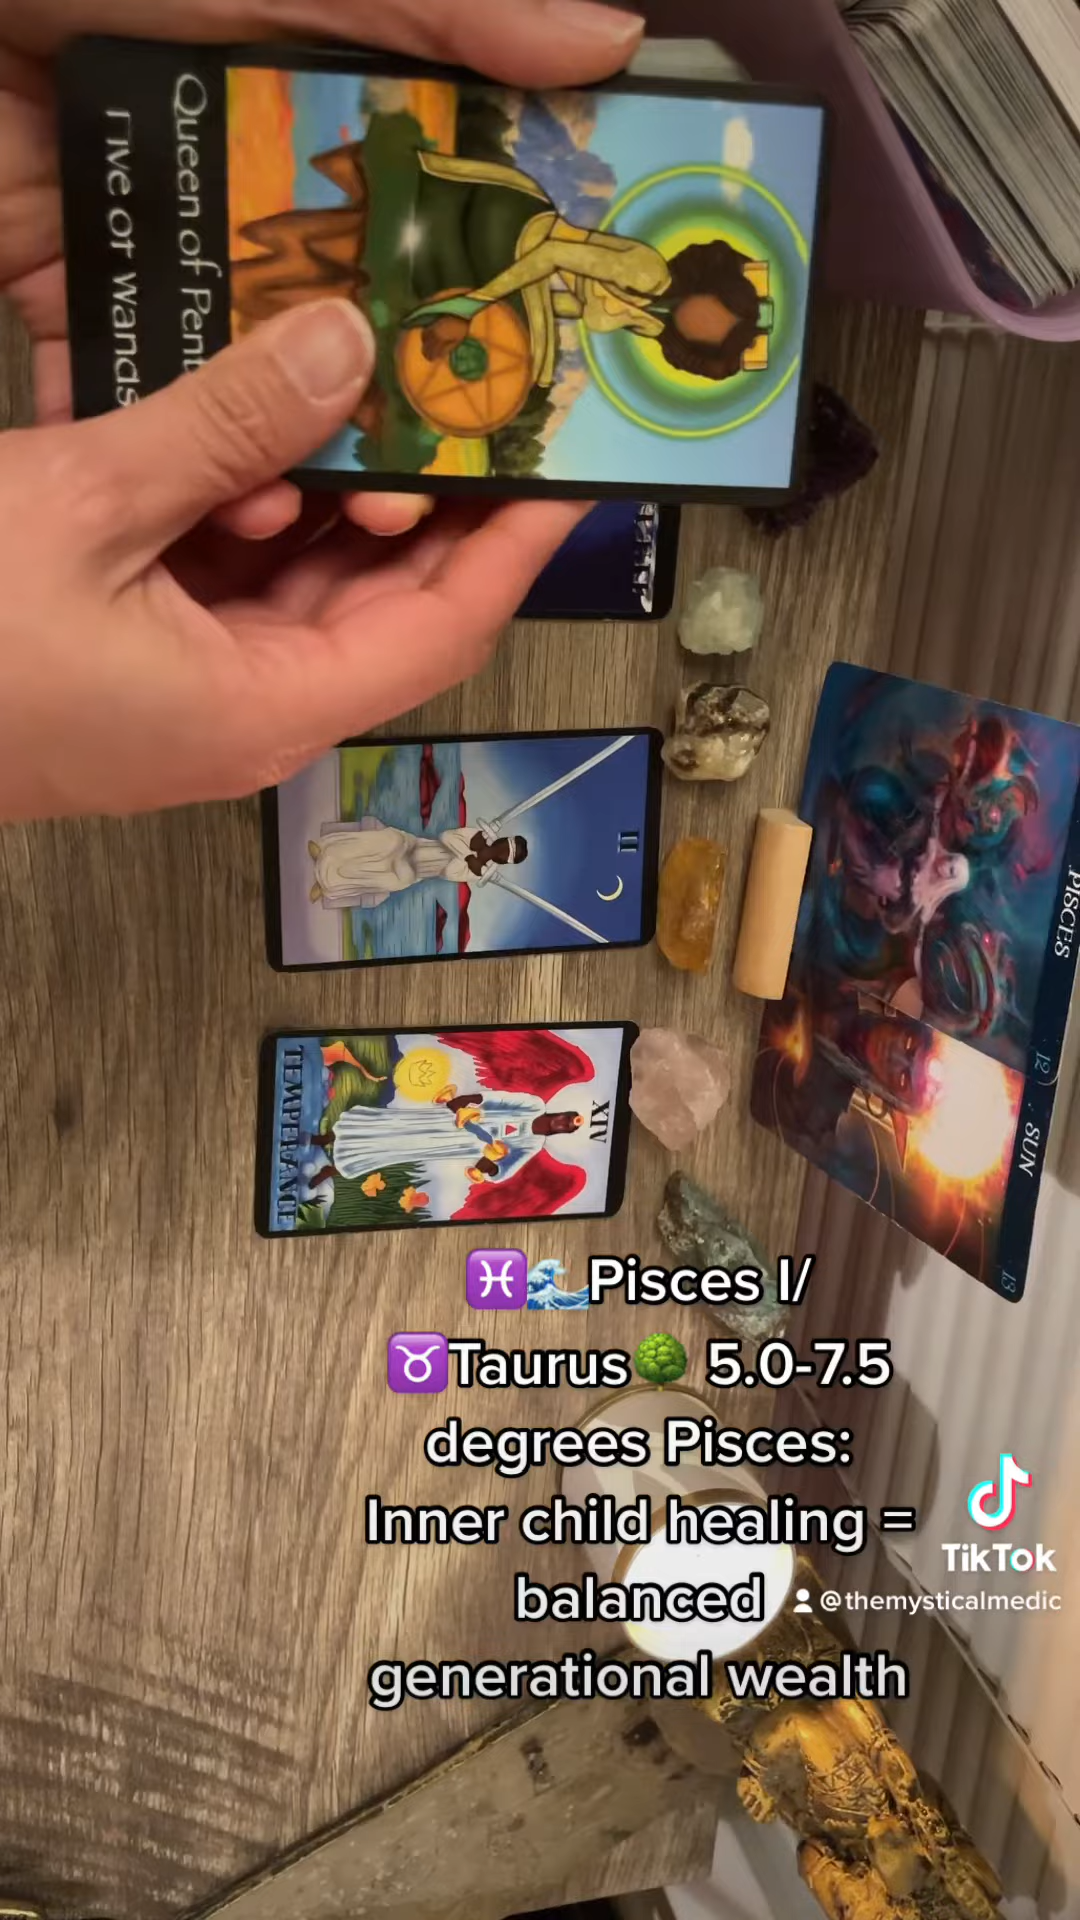 Queen of Pent
Five of Wands
II
XIV
TEMPERANCE
PISCES
12
SUN
13
♓🌊Pisces I/
♉Taurus🌳 5.0-7.5
degrees Pisces:
Inner child healing =
balanced
generational wealth
TikTok
@themysticalmedic